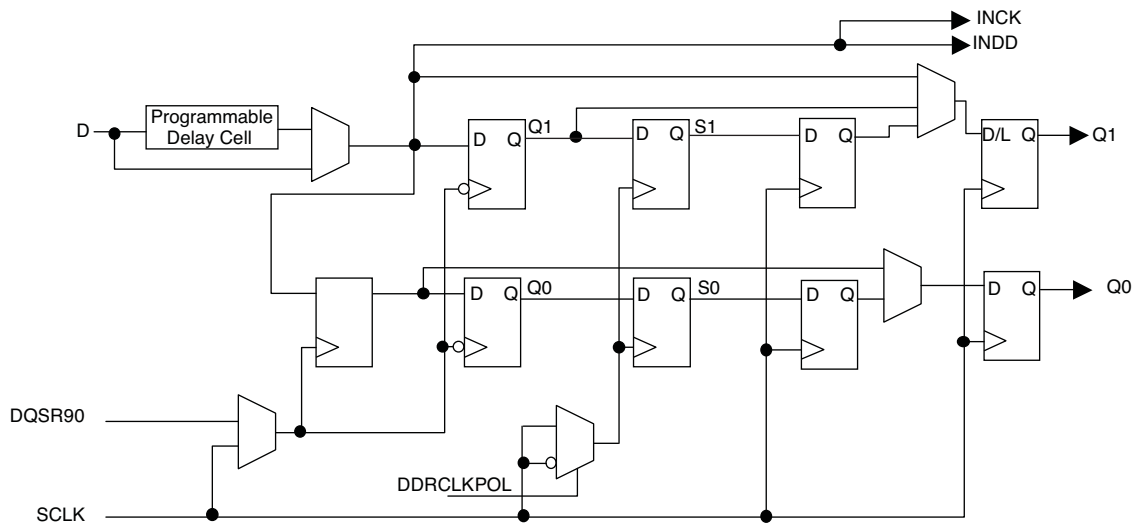 INCK
INDD
Programmable
Delay Cell
D
Q1
S1
D Q
D Q
D Q
D/L Q
Q1
Q0
S0
D Q
D Q
D Q
D Q
Q0
DQSR90
DDRCLKPOL
SCLK